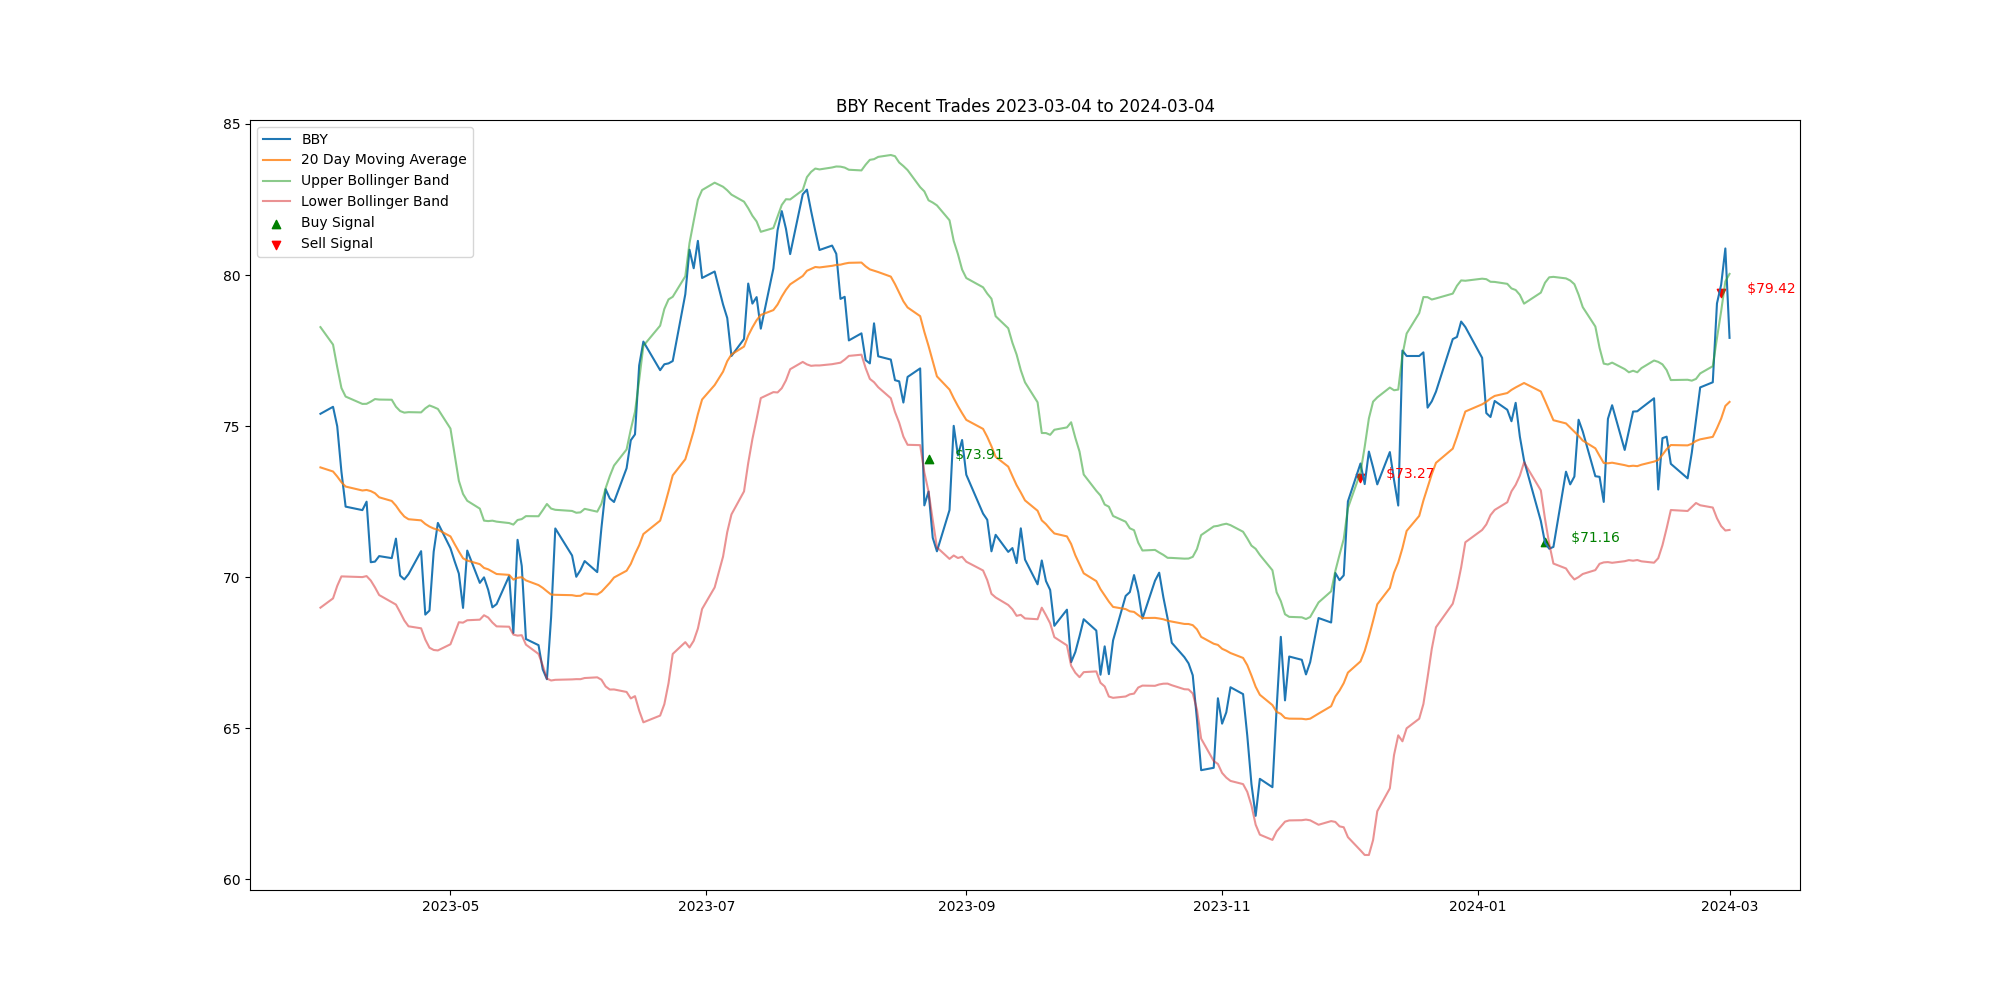 BBY Recent Trades 2023-03-04 to 2024-03-04
85
80
75
70
65
60
BBY
20 Day Moving Average
Upper Bollinger Band
Lower Bollinger Band
Buy Signal
Sell Signal
$79.42
$73.91
$73.27
$71.16
2023-05
2023-07
2023-09
2023-11
2024-01
2024-03